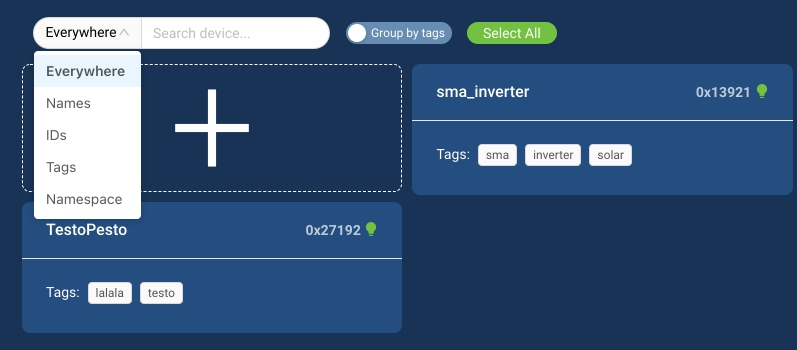 Everywhere Search device... Group by tags Select All
Everywhere
Names
IDs
Tags
Namespace
sma_inverter 0x13921
Tags: sma inverter solar
TestoPesto 0x27192
Tags: lalala testo